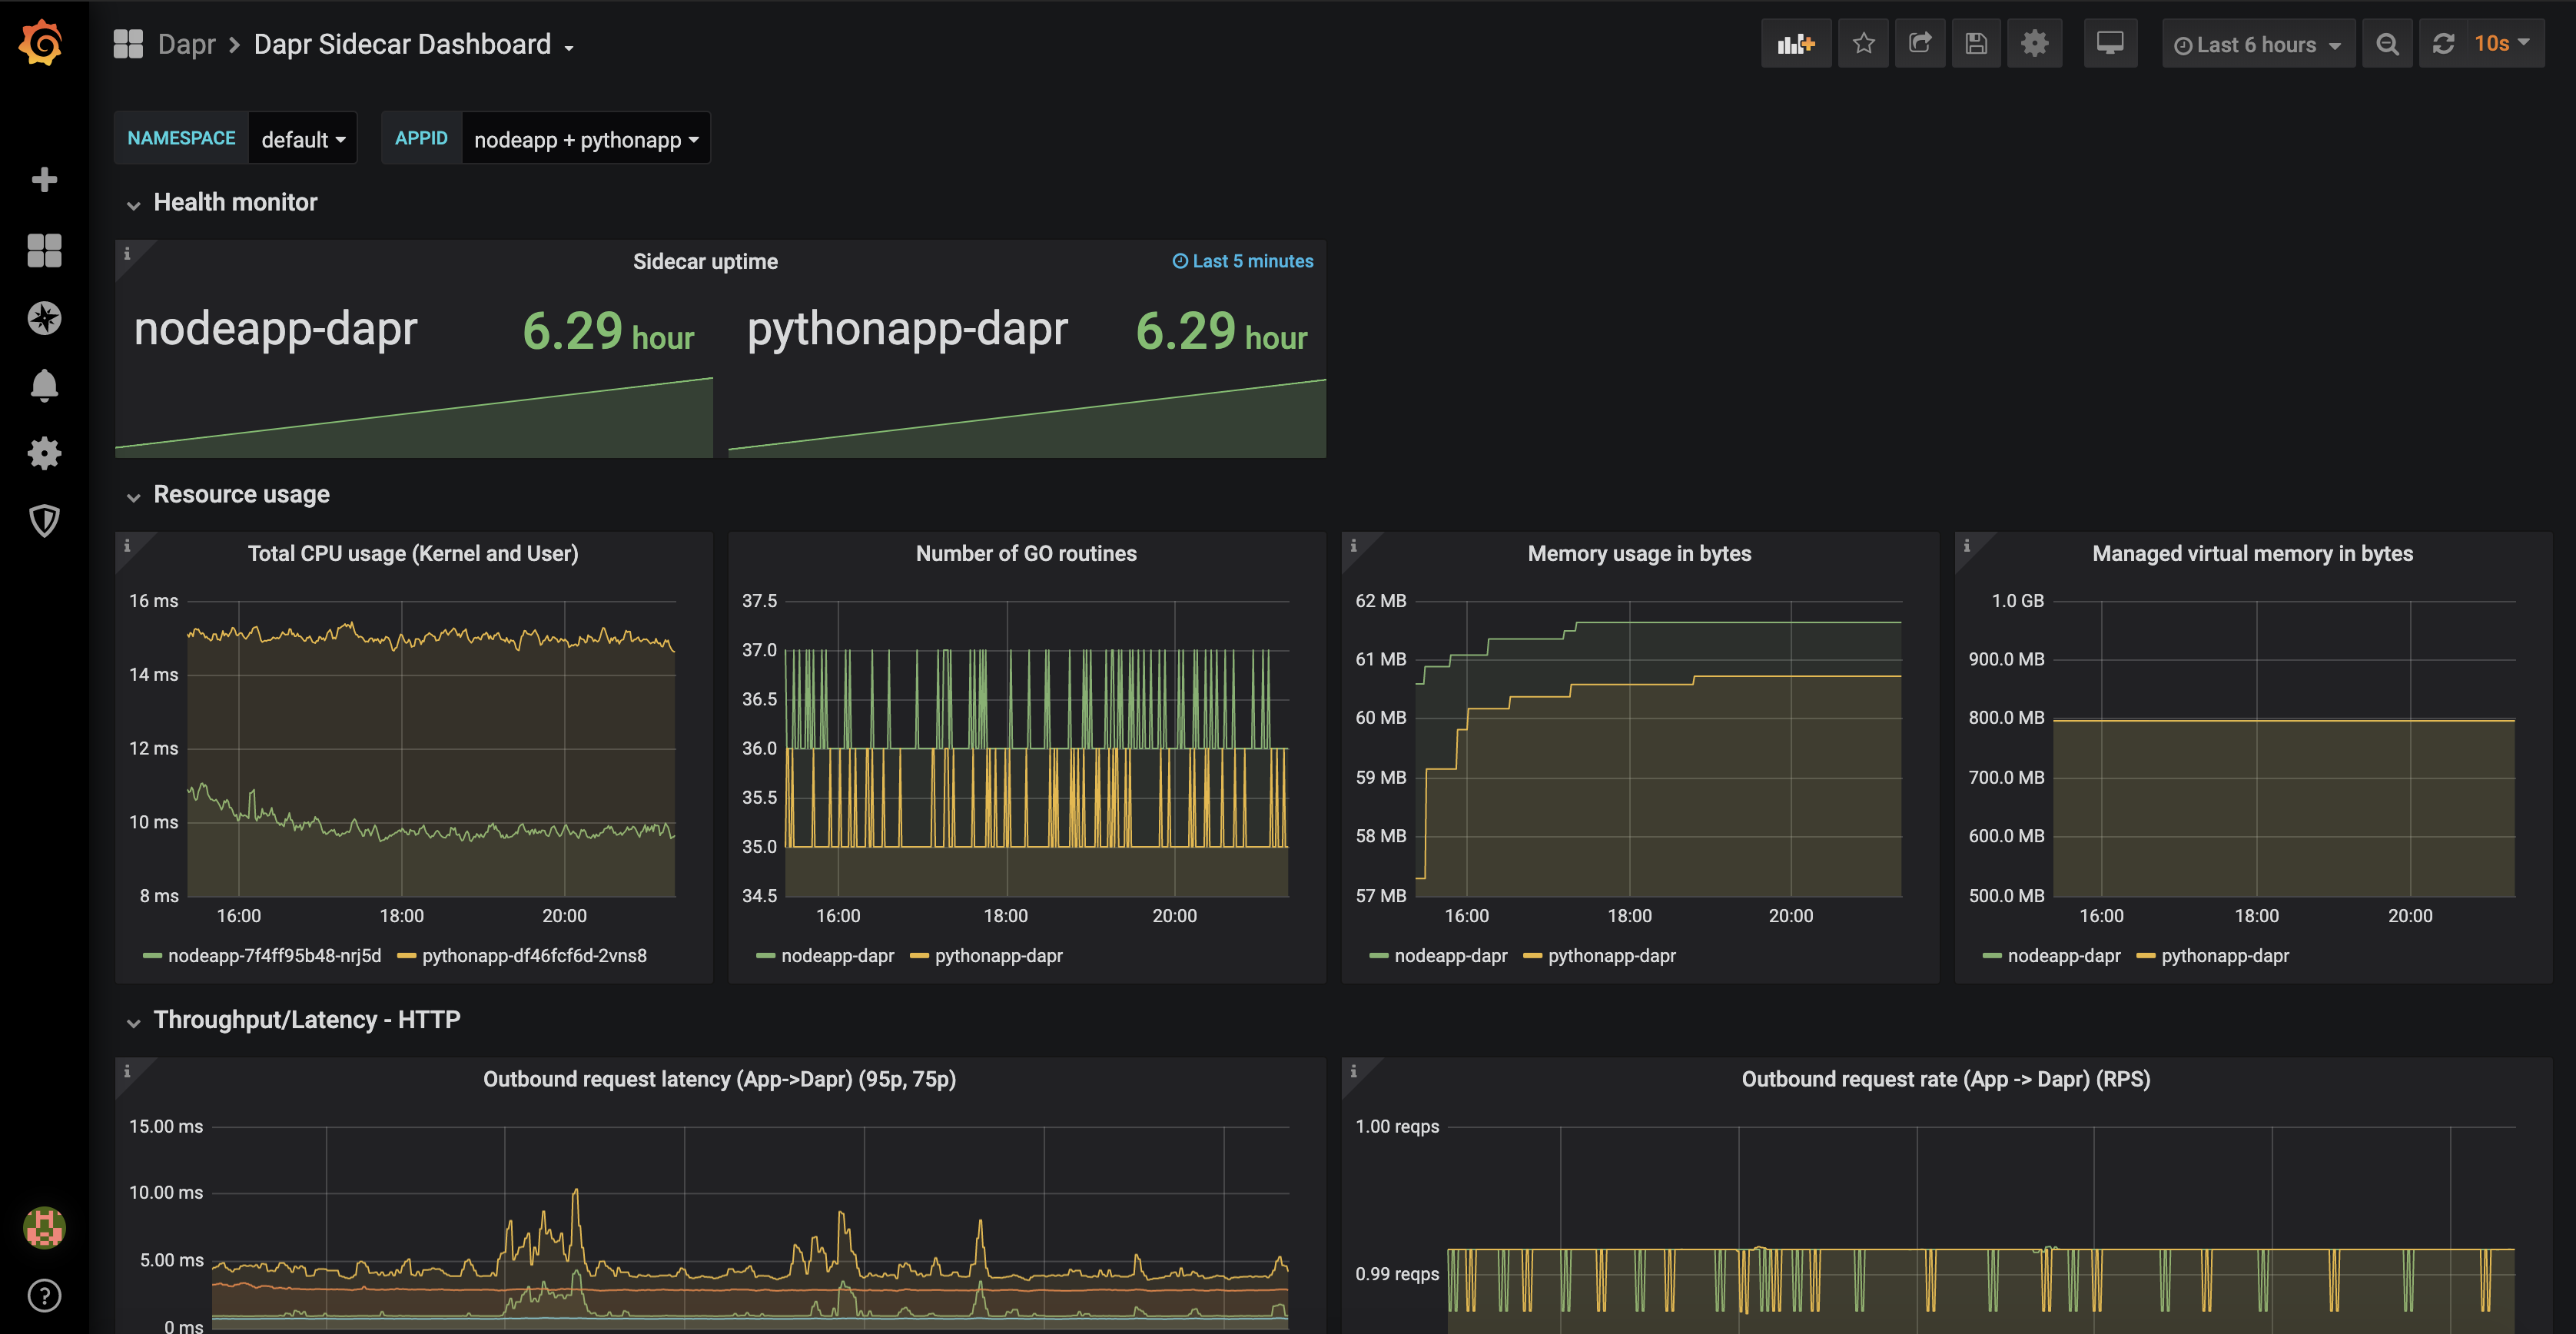 Dapr > Dapr Sidecar Dashboard
Last 6 hours
10s
NAMESPACE default
APPID nodeapp + pythonapp
Health monitor
Sidecar uptime
Last 5 minutes
nodeapp-dapr 6.29 hour
pythonapp-dapr 6.29 hour
Resource usage
Total CPU usage (Kernel and User)
16 ms
14 ms
12 ms
10 ms
8 ms
16:00 18:00 20:00
nodeapp-7f4ff95b48-nrj5d pythonapp-df46fcf6d-2vns8
Number of GO routines
37.5
37.0
36.5
36.0
35.5
35.0
34.5
16:00 18:00 20:00
nodeapp-dapr pythonapp-dapr
Memory usage in bytes
62 MB
61 MB
60 MB
59 MB
58 MB
57 MB
16:00 18:00 20:00
nodeapp-dapr pythonapp-dapr
Managed virtual memory in bytes
1.0 GB
900.0 MB
800.0 MB
700.0 MB
600.0 MB
500.0 MB
16:00 18:00 20:00
nodeapp-dapr pythonapp-dapr
Throughput/Latency - HTTP
Outbound request latency (App->Dapr) (95p, 75p)
15.00 ms
10.00 ms
5.00 ms
0 ms
Outbound request rate (App -> Dapr) (RPS)
1.00 reqps
0.99 reqps